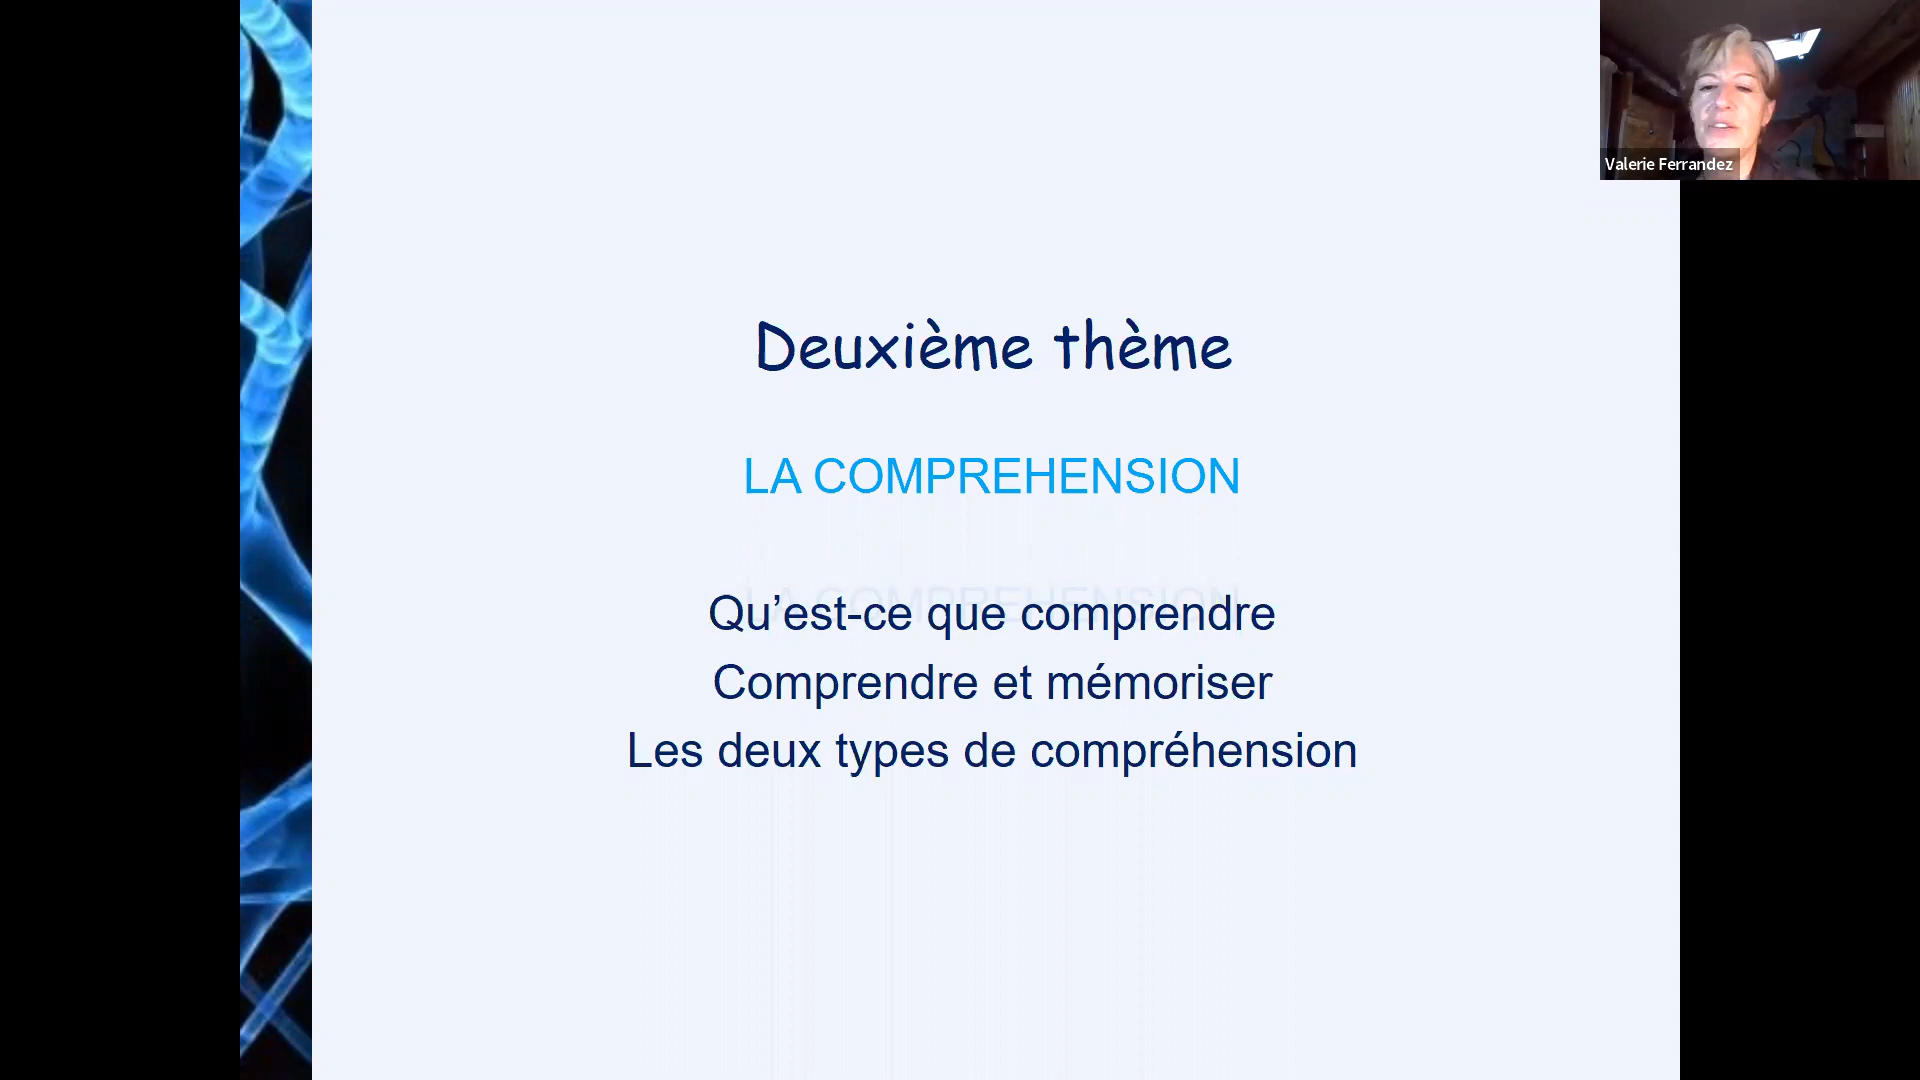 Valerie Ferrandez
Deuxième thème
LA COMPREHENSION
Qu’est-ce que comprendre
Comprendre et mémoriser
Les deux types de compréhension